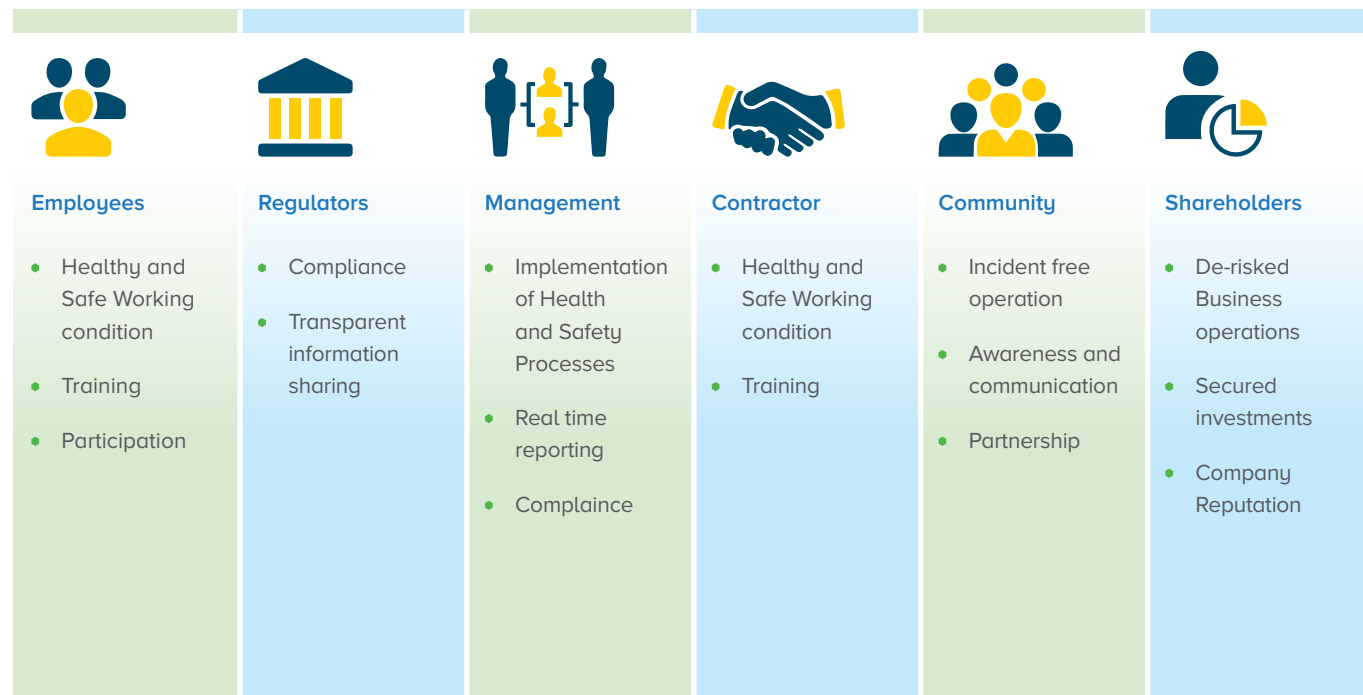 Employees
Healthy and
Safe Working
condition
Training
Participation
Regulators
Compliance
Transparent
information
sharing
Management
Implementation
of Health
and Safety
Processes
Real time
reporting
Complaince
Contractor
Healthy and
Safe Working
condition
Training
Community
Incident free
operation
Awareness and
communication
Partnership
Shareholders
De-risked
Business
operations
Secured
investments
Company
Reputation